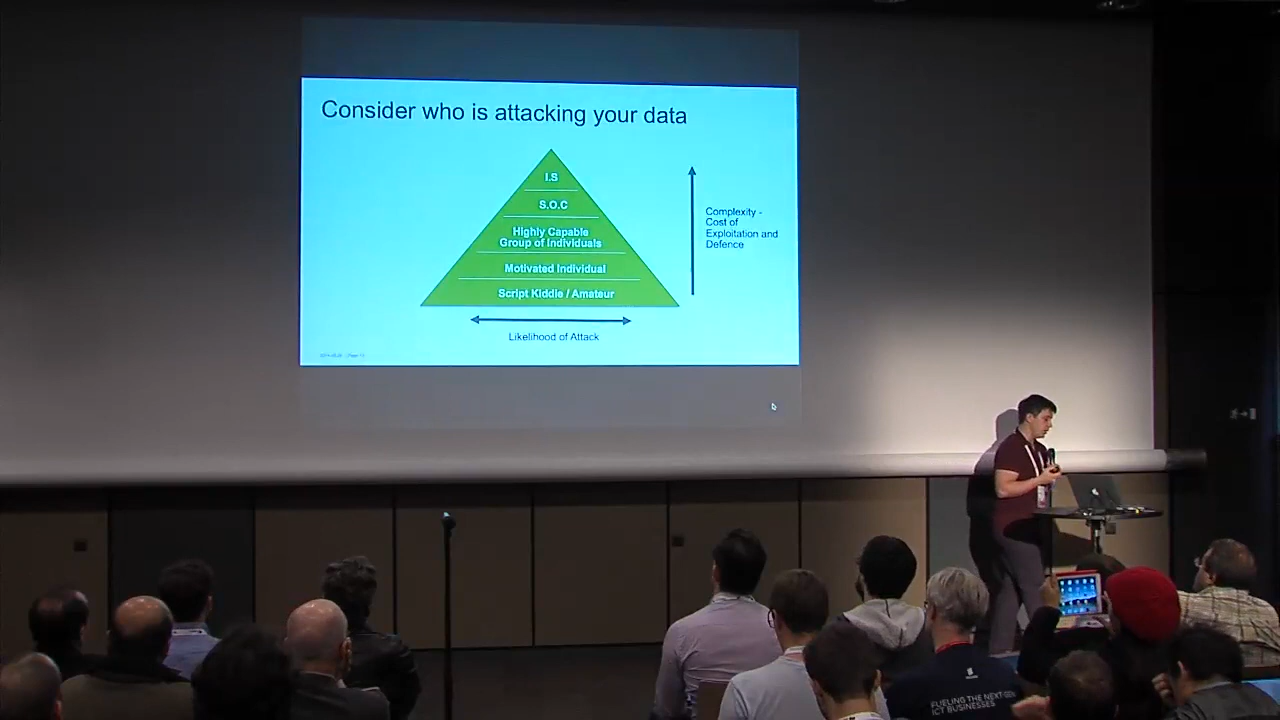 Consider who is attacking your data
I.S
S.O.C
Highly Capable
Group of Individuals
Motivated Individual
Script Kiddie / Amateur
Complexity -
Cost of
Exploitation and
Defence
Likelihood of Attack
FUELING THE NEXT-GEN
ICT BUSINESSES